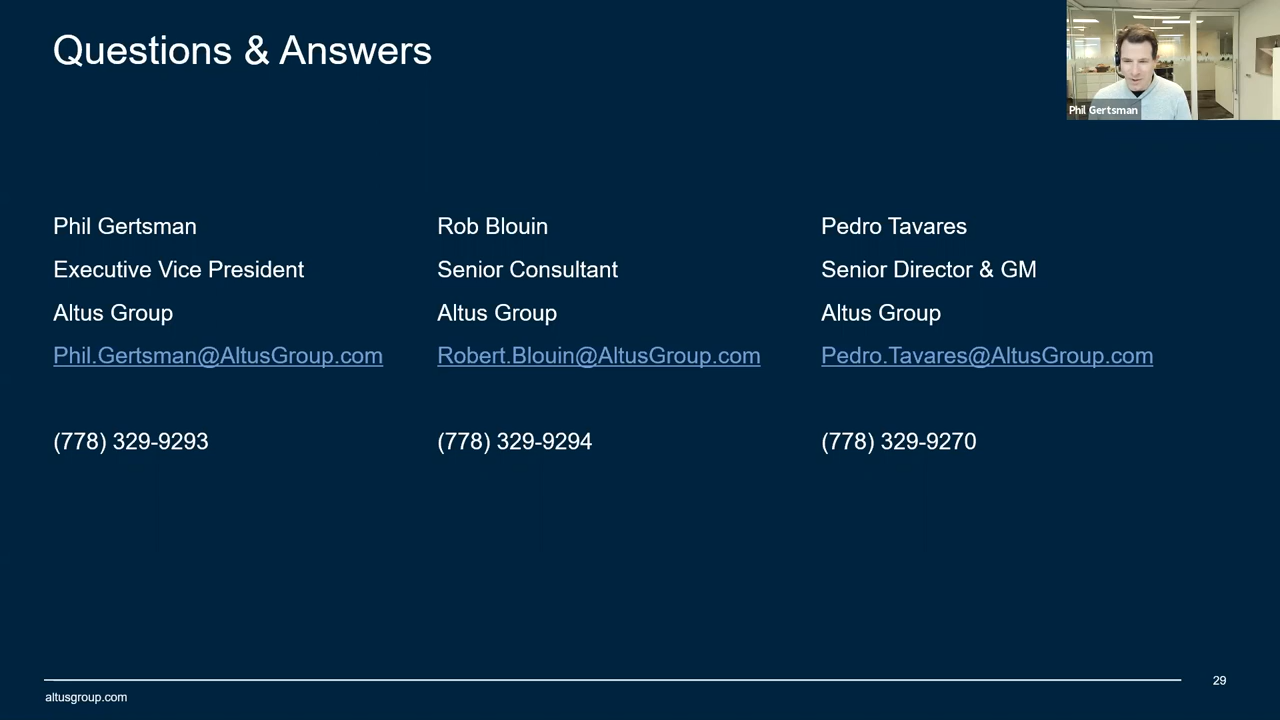 Questions & Answers
Phil Gertsman
Phil Gertsman
Executive Vice President
Altus Group
Phil.Gertsman@AltusGroup.com
(778) 329-9293
Rob Blouin
Senior Consultant
Altus Group
Robert.Blouin@AltusGroup.com
(778) 329-9294
Pedro Tavares
Senior Director & GM
Altus Group
Pedro.Tavares@AltusGroup.com
(778) 329-9270
altusgroup.com
29